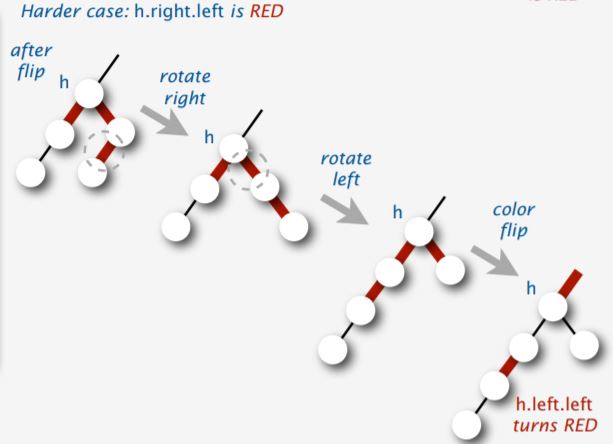 Harder case: h.right.left is RED
after
flip
h
rotate
right
h
rotate
left
h
color
flip
h
h.left.left
turns RED